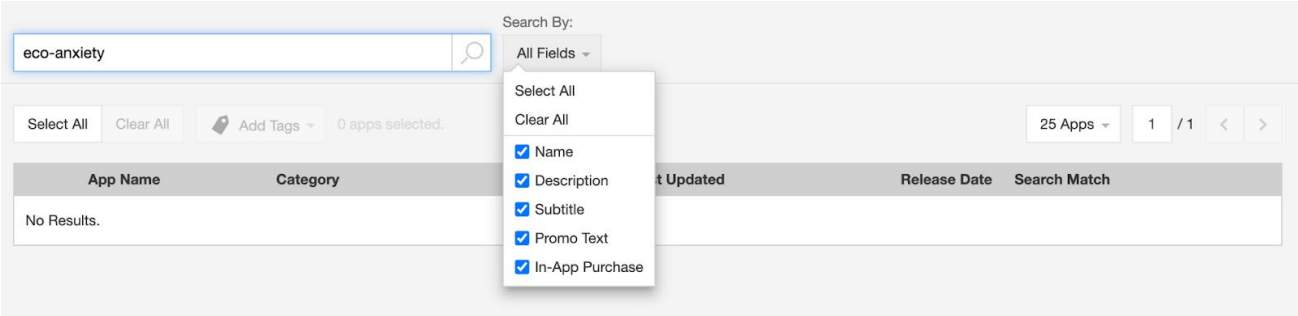 Search By:
eco-anxiety
All Fields
Select All
Clear All
Name
Description
Subtitle
Promo Text
In-App Purchase
Select All Clear All Add Tags 0 apps selected. 25 Apps 1 / 1
App Name Category t Updated Release Date Search Match
No Results.